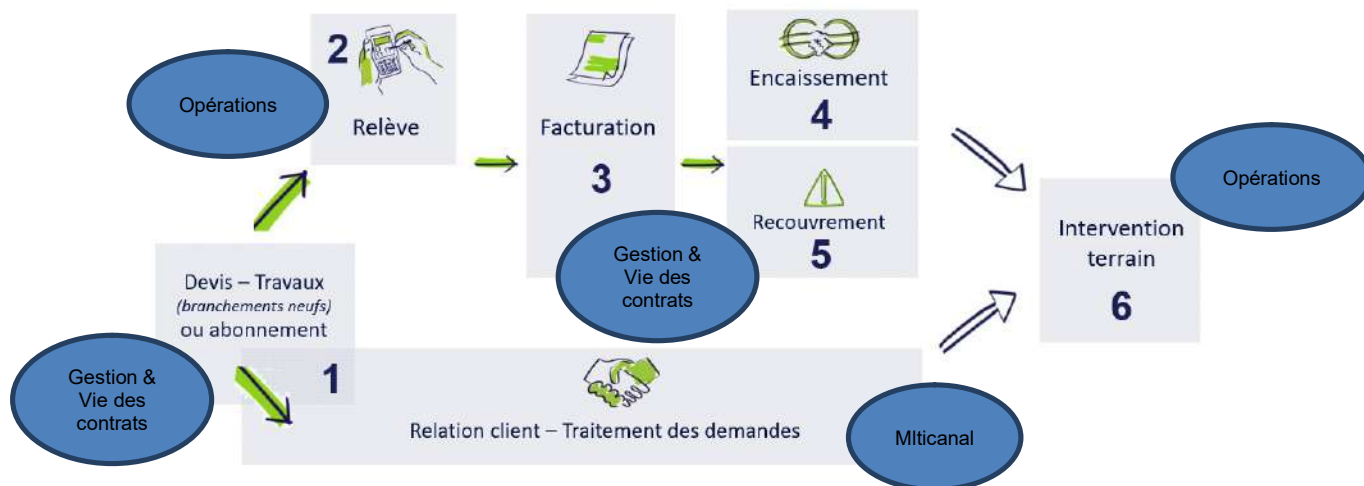 2
Opérations
Relève
Facturation
3
Encaissement
4
Recouvrement
5
Gestion &
Vie des
contrats
Opérations
Intervention
terrain
6
Devis – Travaux
(branchements neufs)
ou abonnement
1
Gestion &
Vie des
contrats
Relation client – Traitement des demandes
MIticanal